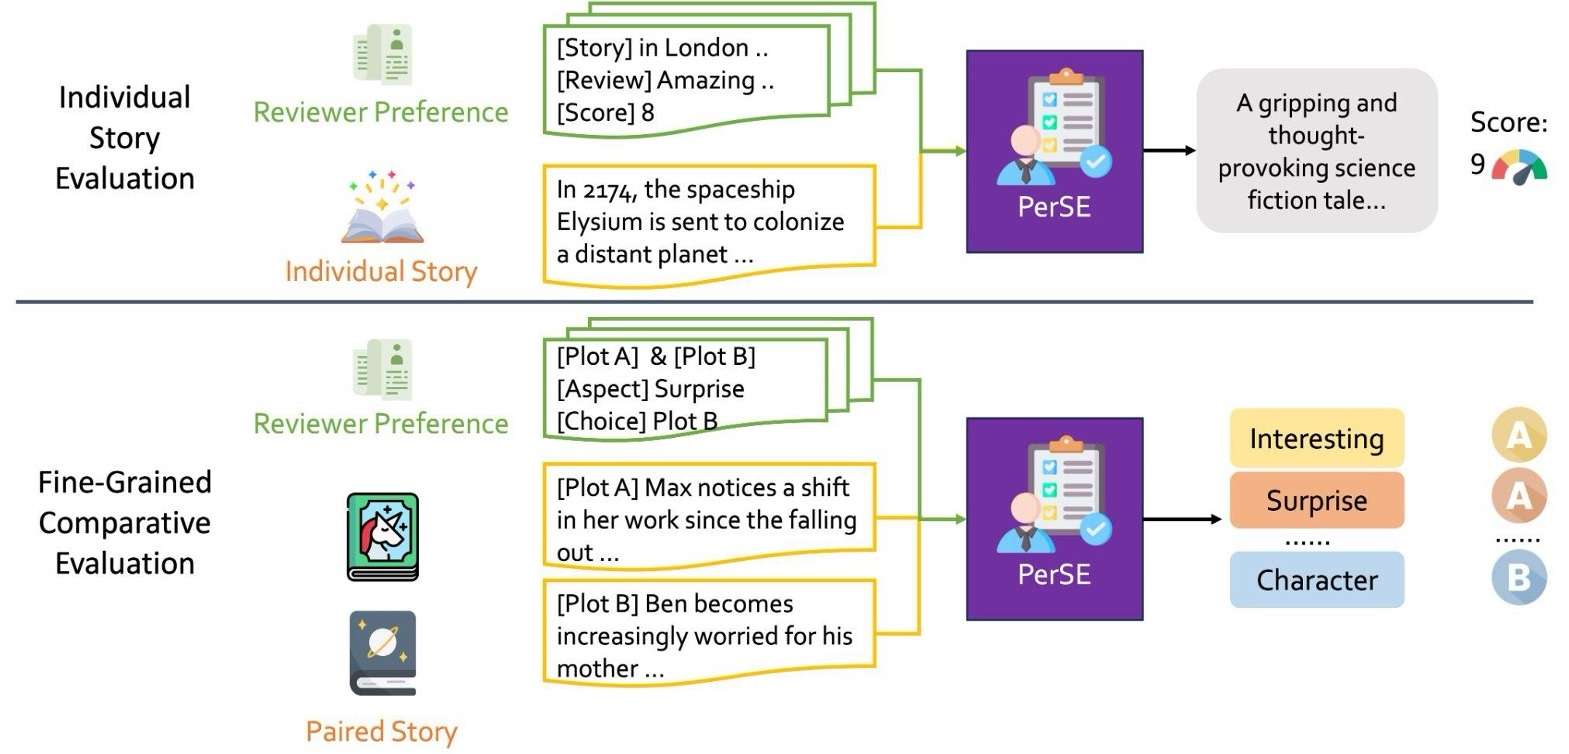 Individual
Story
Evaluation
Reviewer Preference
Individual Story
[Story] in London ..
[Review] Amazing ..
[Score] 8
In 2174, the spaceship
Elysium is sent to colonize
a distant planet ...
PerSE
A gripping and
thought-
provoking science
fiction tale...
Score:
9
Fine-Grained
Comparative
Evaluation
Reviewer Preference
Paired Story
[Plot A] & [Plot B]
[Aspect] Surprise
[Choice] Plot B
[Plot A] Max notices a shift
in her work since the falling
out ...
[Plot B] Ben becomes
increasingly worried for his
mother ...
PerSE
Interesting A
Surprise A
...... ......
Character B